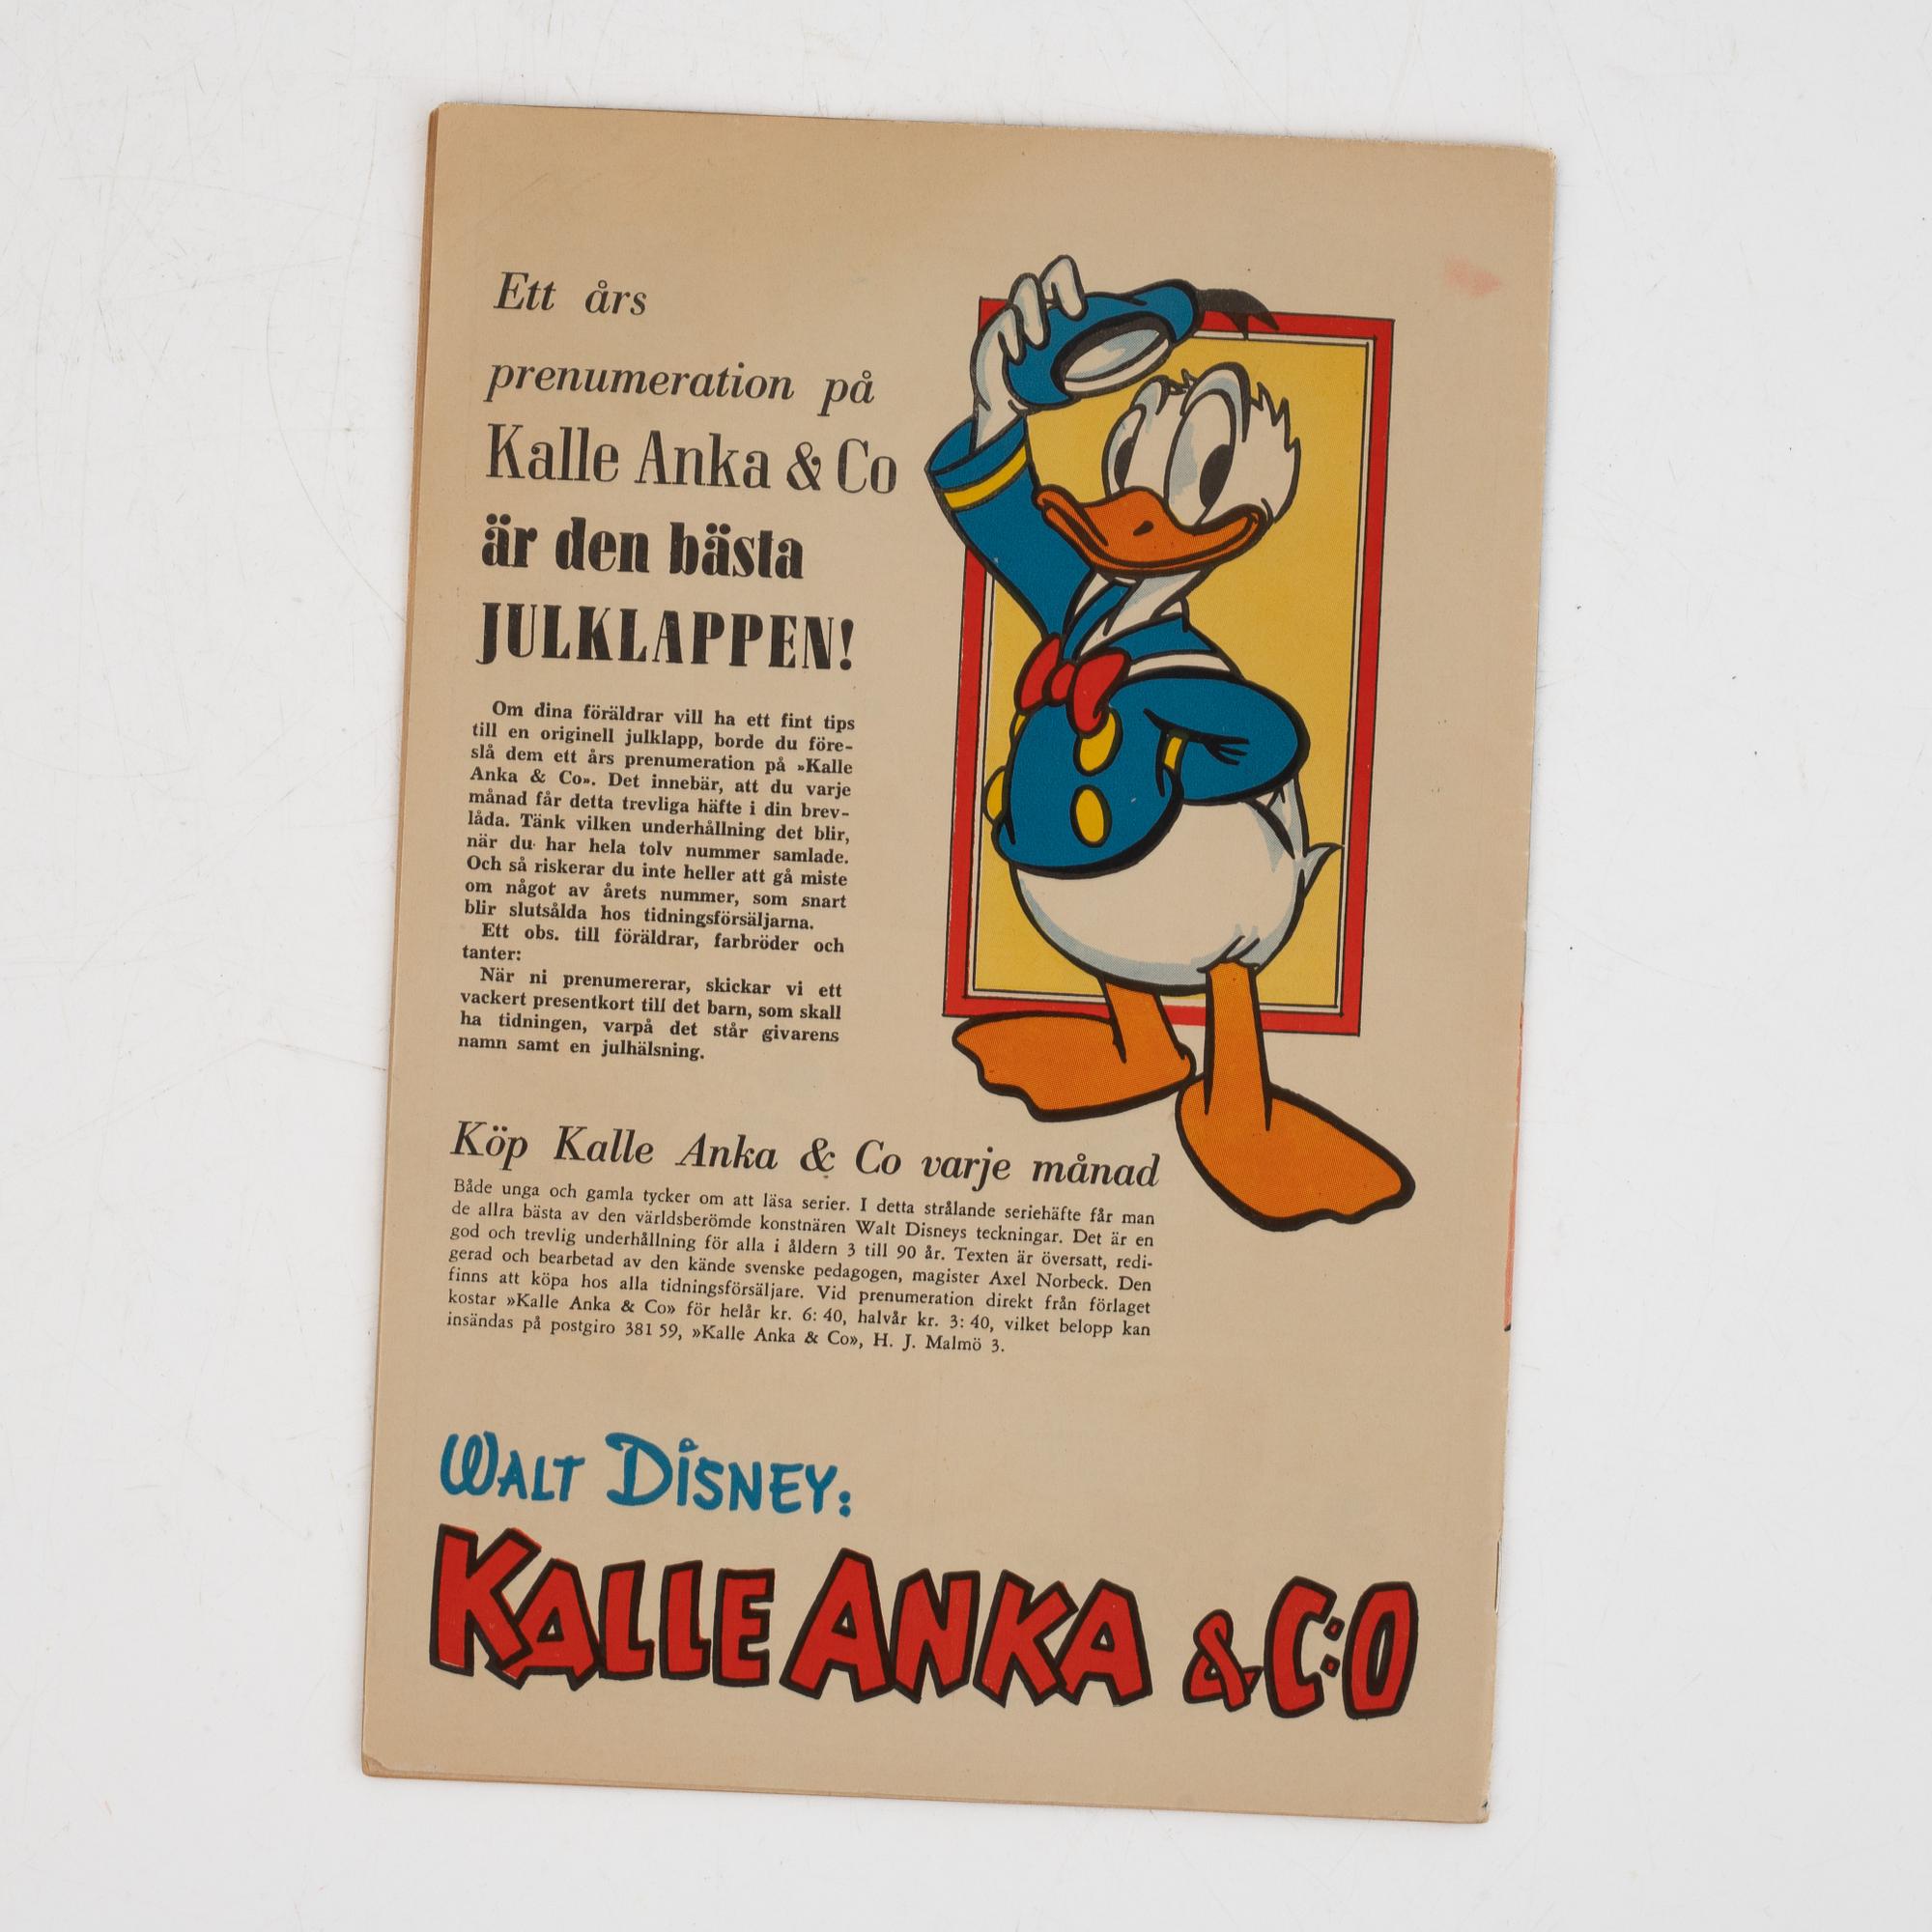 Ett års
prenumeration på
Kalle Anka & Co
är den bästa
JULKLAPPEN!
Om dina föräldrar vill ha ett fint tips
till en originell julklapp, borde du före-
slå dem ett års prenumeration på »Kalle
Anka & Co». Det innebär, att du varje
månad får detta trevliga häfte i din brev-
låda. Tänk vilken underhållning det blir,
när du har hela tolv nummer samlade.
Och så riskerar du inte heller att gå miste
om något av årets nummer, som snart
blir slutsålda hos tidningsförsäljarna.
Ett obs. till föräldrar, farbröder och
tanter:
När ni prenumererar, skickar vi ett
vackert presentkort till det barn, som skall
ha tidningen, varpå det står givarens
namn samt en julhälsning.
Köp Kalle Anka & Co varje månad
Både unga och gamla tycker om att läsa serier. I detta strålande seriehäfte får man
de allra bästa av den världsberömde konstnären Walt Disneys teckningar. Det är en
god och trevlig underhållning för alla i åldern 3 till 90 år. Texten är översatt, redi-
gerad och bearbetad av den kände svenske pedagogen, magister Axel Norbeck. Den
finns att köpa hos alla tidningsförsäljare. Vid prenumeration direkt från förlaget
kostar »Kalle Anka & Co» för helår kr. 6: 40, halvår kr. 3: 40, vilket belopp kan
insändas på postgiro 381 59, »Kalle Anka & Co», H. J. Malmö 3.
WALT DISNEY:
KALLE ANKA & C:O